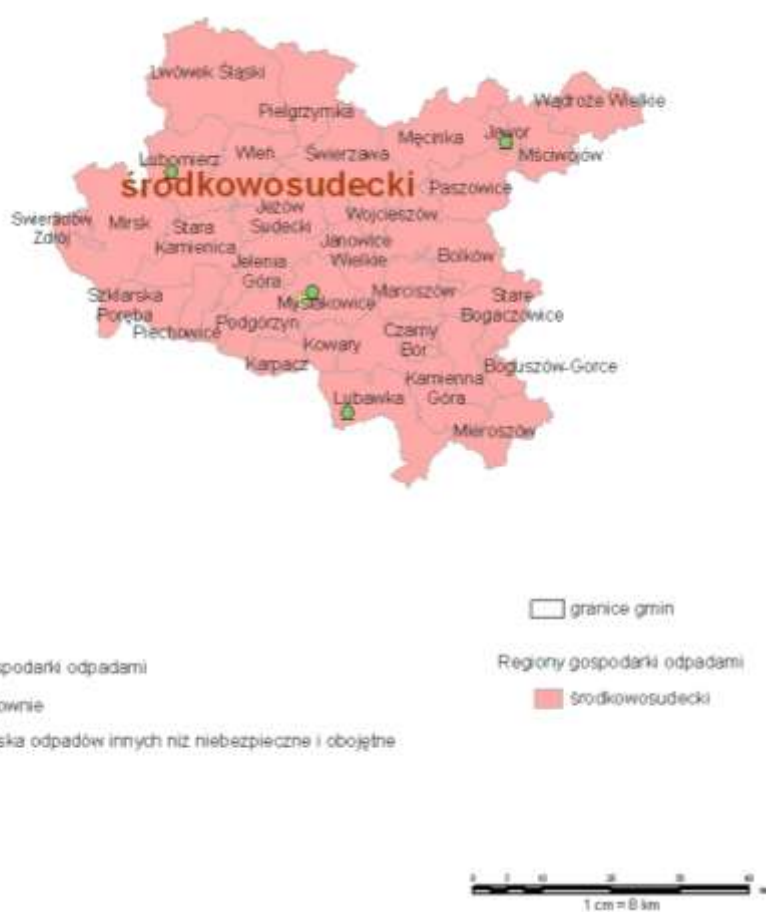 Lwówek Śląski
Pielgrzymka
Wądroże Wielkie
Męcinka
Jawor
Lubomierz
Wleń
Świerzawa
Mściwojów
środkowosudecki
Paszowice
Świeradów
Zdrój
Mirsk
Stara
Kamienica
Jeżów
Sudecki
Wojcieszów
Janowice
Wielkie
Bolków
Jelenia
Góra
Szklarska
Poręba
Mysłakowice
Marciszów
Stare
Bogaczowice
Piechowice
Podgórzyn
Czarny
Bór
Kowary
Karpacz
Boguszów-Gorce
Kamienna
Góra
Lubawka
Mieroszów
granice gmin
spodarki odpadami
Regiony gospodarki odpadami
środkowosudecki
ownie
ska odpadów innych niż niebezpieczne i obojętne
1 cm = 8 km